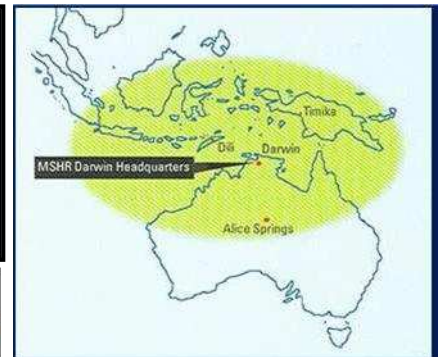 Timika
Dili
Darwin
MSHR Darwin Headquarters
Alice Springs